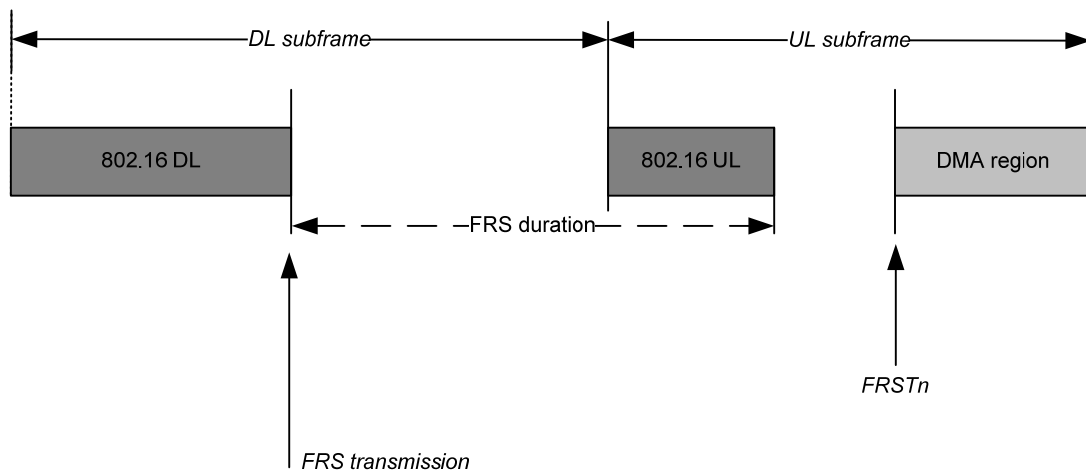 DL subframe
UL subframe
802.16 DL
802.16 UL
DMA region
FRS duration
FRSTn
FRS transmission